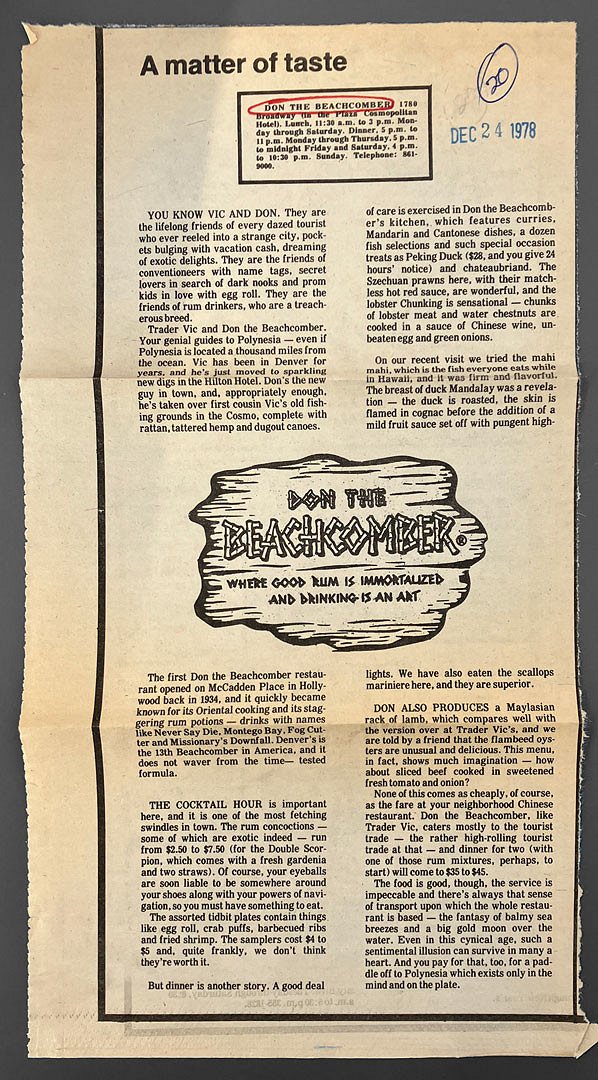 A matter of taste
20
DEC 24 1978
DON THE BEACHCOMBER, 1780
Broadway (in the Plaza Cosmopolitan
Hotel). Lunch, 11:30 a.m. to 3 p.m. Mon-
day through Saturday. Dinner, 5 p.m. to
11 p.m. Monday through Thursday. 5 p.m.
to midnight Friday and Saturday. 4 p.m.
to 10:30 p.m. Sunday. Telephone: 861-
9000.
YOU KNOW VIC AND DON. They are
the lifelong friends of every dazed tourist
who ever reeled into a strange city, pock-
ets bulging with vacation cash, dreaming
of exotic delights. They are the friends of
conventioneers with name tags, secret
lovers in search of dark nooks and prom
kids in love with egg roll. They are the
friends of rum drinkers, who are a treach-
erous breed.
Trader Vic and Don the Beachcomber.
Your genial guides to Polynesia — even if
Polynesia is located a thousand miles from
the ocean. Vic has been in Denver for
years, and he's just moved to sparkling
new digs in the Hilton Hotel. Don's the new
guy in town, and, appropriately enough,
he's taken over first cousin Vic's old fish-
ing grounds in the Cosmo, complete with
rattan, tattered hemp and dugout canoes.
DON THE
BEACHCOMBER®
WHERE GOOD RUM IS IMMORTALIZED
AND DRINKING IS AN ART
The first Don the Beachcomber restau-
rant opened on McCadden Place in Holly-
wood back in 1934, and it quickly became
known for its Oriental cooking and its stag-
gering rum potions — drinks with names
like Never Say Die, Montego Bay, Fog Cut-
ter and Missionary's Downfall. Denver's is
the 13th Beachcomber in America, and it
does not waver from the time— tested
formula.
THE COCKTAIL HOUR is important
here, and it is one of the most fetching
swindles in town. The rum concoctions —
some of which are exotic indeed — run
from $2.50 to $7.50 (for the Double Scor-
pion, which comes with a fresh gardenia
and two straws). Of course, your eyeballs
are soon liable to be somewhere around
your shoes along with your powers of navi-
gation, so you must have something to eat.
The assorted tidbit plates contain things
like egg roll, crab puffs, barbecued ribs
and fried shrimp. The samplers cost $4 to
$5 and, quite frankly, we don't think
they're worth it.
But dinner is another story. A good deal
of care is exercised in Don the Beachcomb-
er's kitchen, which features curries,
Mandarin and Cantonese dishes, a dozen
fish selections and such special occasion
treats as Peking Duck ($28, and you give 24
hours' notice) and chateaubriand. The
Szechuan prawns here, with their match-
less hot red sauce, are wonderful, and the
lobster Chunking is sensational — chunks
of lobster meat and water chestnuts are
cooked in a sauce of Chinese wine, un-
beaten egg and green onions.
On our recent visit we tried the mahi
mahi, which is the fish everyone eats while
in Hawaii, and it was firm and flavorful.
The breast of duck Mandalay was a revela-
tion — the duck is roasted, the skin is
flamed in cognac before the addition of a
mild fruit sauce set off with pungent high-
lights. We have also eaten the scallops
mariniere here, and they are superior.
DON ALSO PRODUCES a Maylasian
rack of lamb, which compares well with
the version over at Trader Vic's, and we
are told by a friend that the flambeed oys-
ters are unusual and delicious. This menu,
in fact, shows much imagination — how
about sliced beef cooked in sweetened
fresh tomato and onion?
None of this comes as cheaply, of course,
as the fare at your neighborhood Chinese
restaurant. Don the Beachcomber, like
Trader Vic, caters mostly to the tourist
trade — the rather high-rolling tourist
trade at that — and dinner for two (with
one of those rum mixtures, perhaps, to
start) will come to $35 to $45.
The food is good, though, the service is
impeccable and there's always that sense
of transport upon which the whole restau-
rant is based — the fantasy of balmy sea
breezes and a big gold moon over the
water. Even in this cynical age, such a
sentimental illusion can survive in many a
heart. And you pay for that, too, for a pad-
dle off to Polynesia which exists only in the
mind and on the plate.